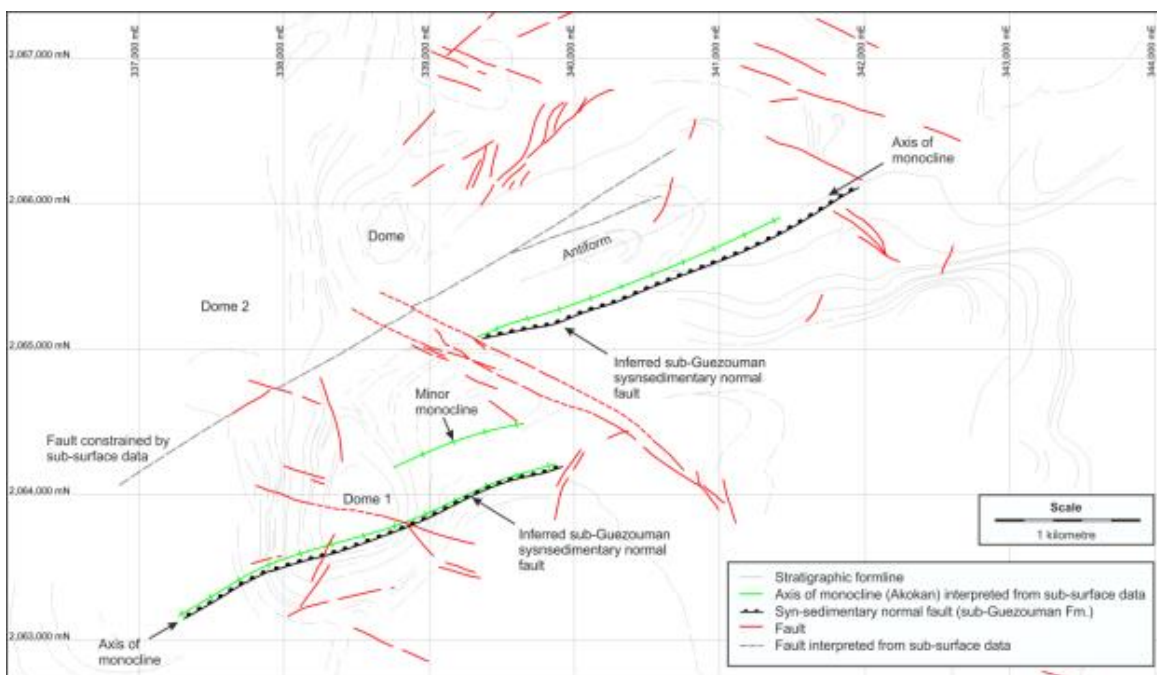 337,000 mE
338,000 mE
339,000 mE
340,000 mE
341,000 mE
342,000 mE
343,000 mE
344,000 mE
2,067,000 mN
Axis of
monocline
2,066,000 mN
Dome
Antiform
Dome 2
2,065,000 mN
Inferred sub-Guezouman
sysnsedimentary normal
fault
Minor
monocline
Fault constrained by
sub-surface data
2,064,000 mN
Dome 1
Inferred sub-Guezouman
sysnsedimentary normal
fault
Scale
1 kilometre
2,063,000 mN
Axis of
monocline
Stratigraphic formline
Axis of monocline (Akokan) interpreted from sub-surface data
Syn-sedimentary normal fault (sub-Guezouman Fm.)
Fault
Fault interpreted from sub-surface data